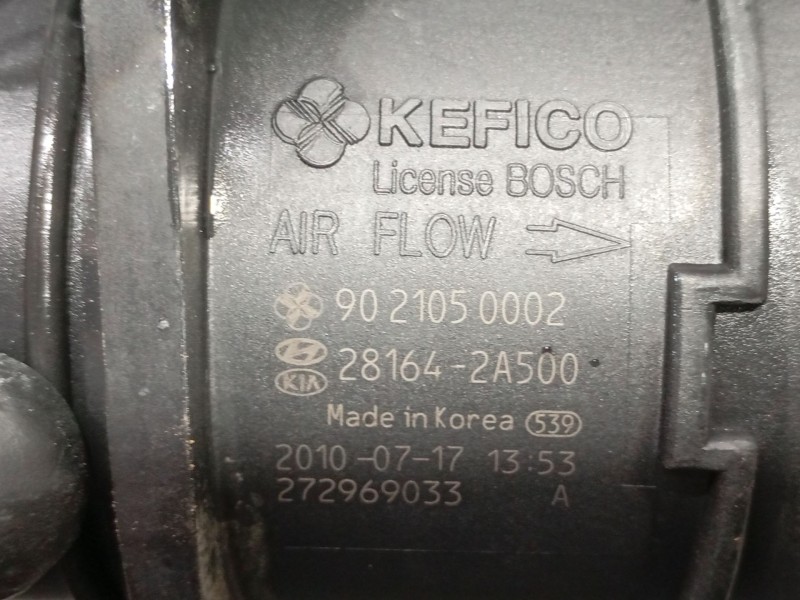 KEFICO
License BOSCH
AIR FLOW
90 2105 0002
28164-2A500
KIA
Made in Korea 539
2010-07-17 13:53
272969033 A